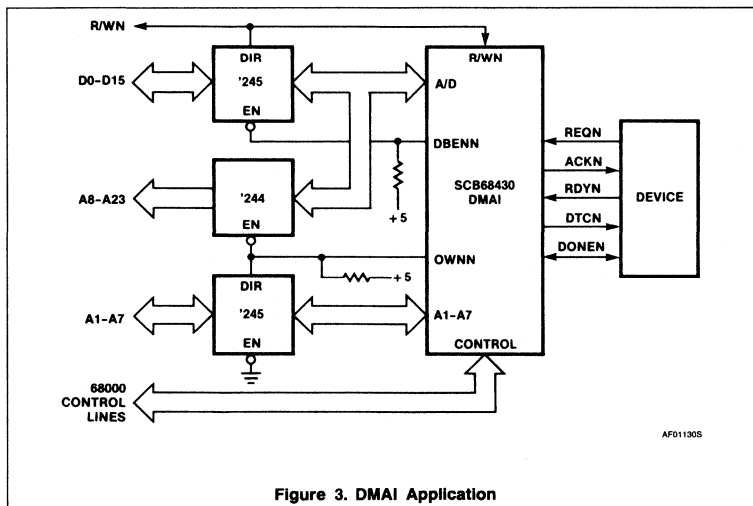 R/WN
DIR
R/WN
D0-D15
'245
A/D
EN
DBENN
REQN
ACKN
SCB68430
DMAI
RDYN
DEVICE
A8-A23
'244
DTCN
+5
EN
DONEN
OWNN
DIR
+5
A1-A7
'245
A1-A7
EN
CONTROL
68000
CONTROL
LINES
AF01130S
Figure 3. DMAI Application